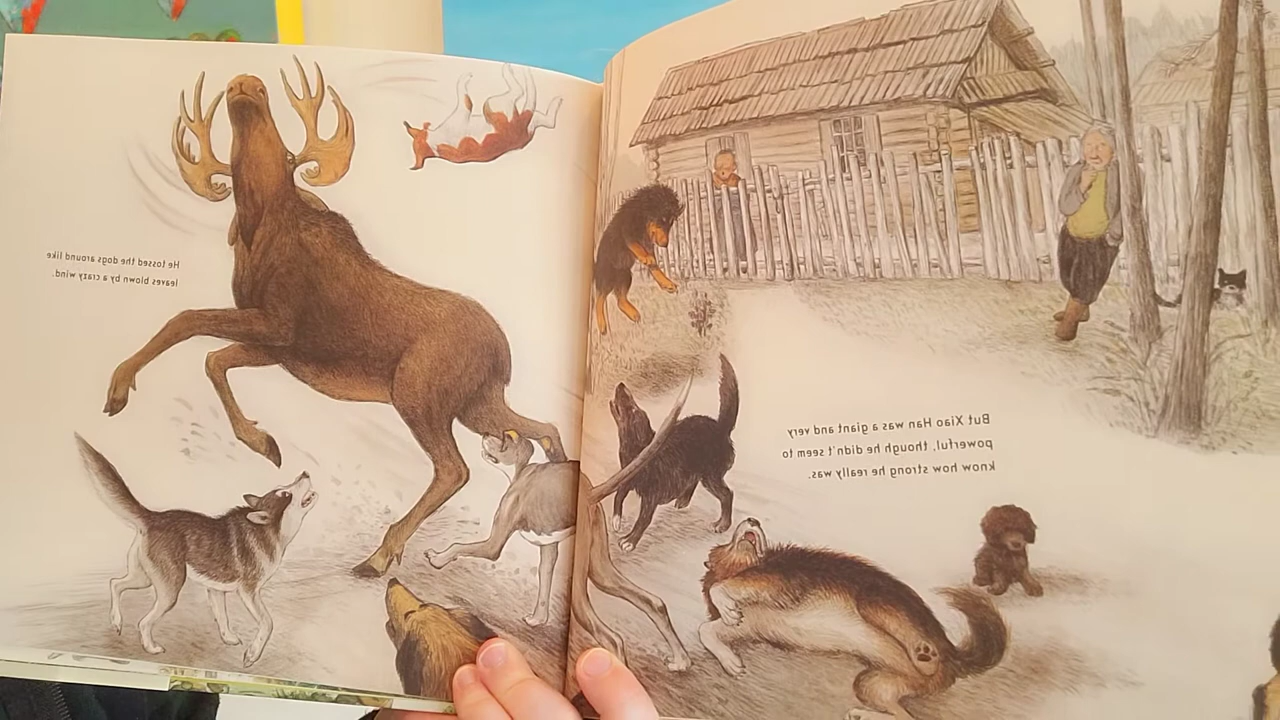 But Xiao Han was a giant and very
powerful, though he didn't seem to
know how strong he really was.
He tossed the dogs around like
leaves blown by a crazy wind.